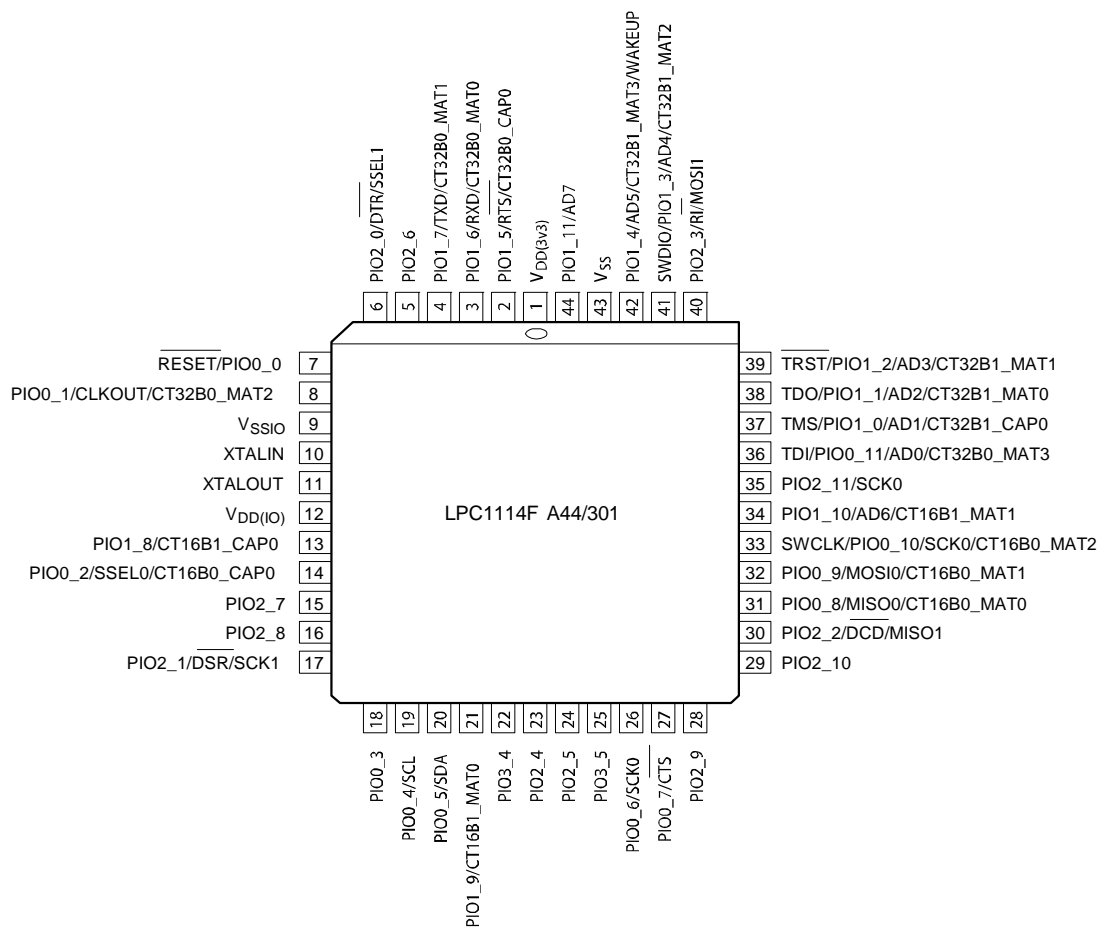 PIO2_0/DTR/SSEL1
PIO2_6
PIO1_7/TXD/CT32B0_MAT1
PIO1_6/RXD/CT32B0_MAT0
PIO1_5/RTS/CT32B0_CAP0
VDD(3v3)
PIO1_11/AD7
VSS
PIO1_4/AD5/CT32B1_MAT3/WAKEUP
SWDIO/PIO1_3/AD4/CT32B1_MAT2
PIO2_3/RI/MOSI1
6
5
4
3
2
1
44
43
42
41
40
RESET/PIO0_0 7
PIO0_1/CLKOUT/CT32B0_MAT2 8
VSSIO 9
XTALIN 10
XTALOUT 11
VDD(IO) 12
PIO1_8/CT16B1_CAP0 13
PIO0_2/SSEL0/CT16B0_CAP0 14
PIO2_7 15
PIO2_8 16
PIO2_1/DSR/SCK1 17
LPC1114F A44/301
39 TRST/PIO1_2/AD3/CT32B1_MAT1
38 TDO/PIO1_1/AD2/CT32B1_MAT0
37 TMS/PIO1_0/AD1/CT32B1_CAP0
36 TDI/PIO0_11/AD0/CT32B0_MAT3
35 PIO2_11/SCK0
34 PIO1_10/AD6/CT16B1_MAT1
33 SWCLK/PIO0_10/SCK0/CT16B0_MAT2
32 PIO0_9/MOSI0/CT16B0_MAT1
31 PIO0_8/MISO0/CT16B0_MAT0
30 PIO2_2/DCD/MISO1
29 PIO2_10
18
19
20
21
22
23
24
25
26
27
28
PIO0_3
PIO0_4/SCL
PIO0_5/SDA
PIO1_9/CT16B1_MAT0
PIO3_4
PIO2_4
PIO2_5
PIO3_5
PIO0_6/SCK0
PIO0_7/CTS
PIO2_9